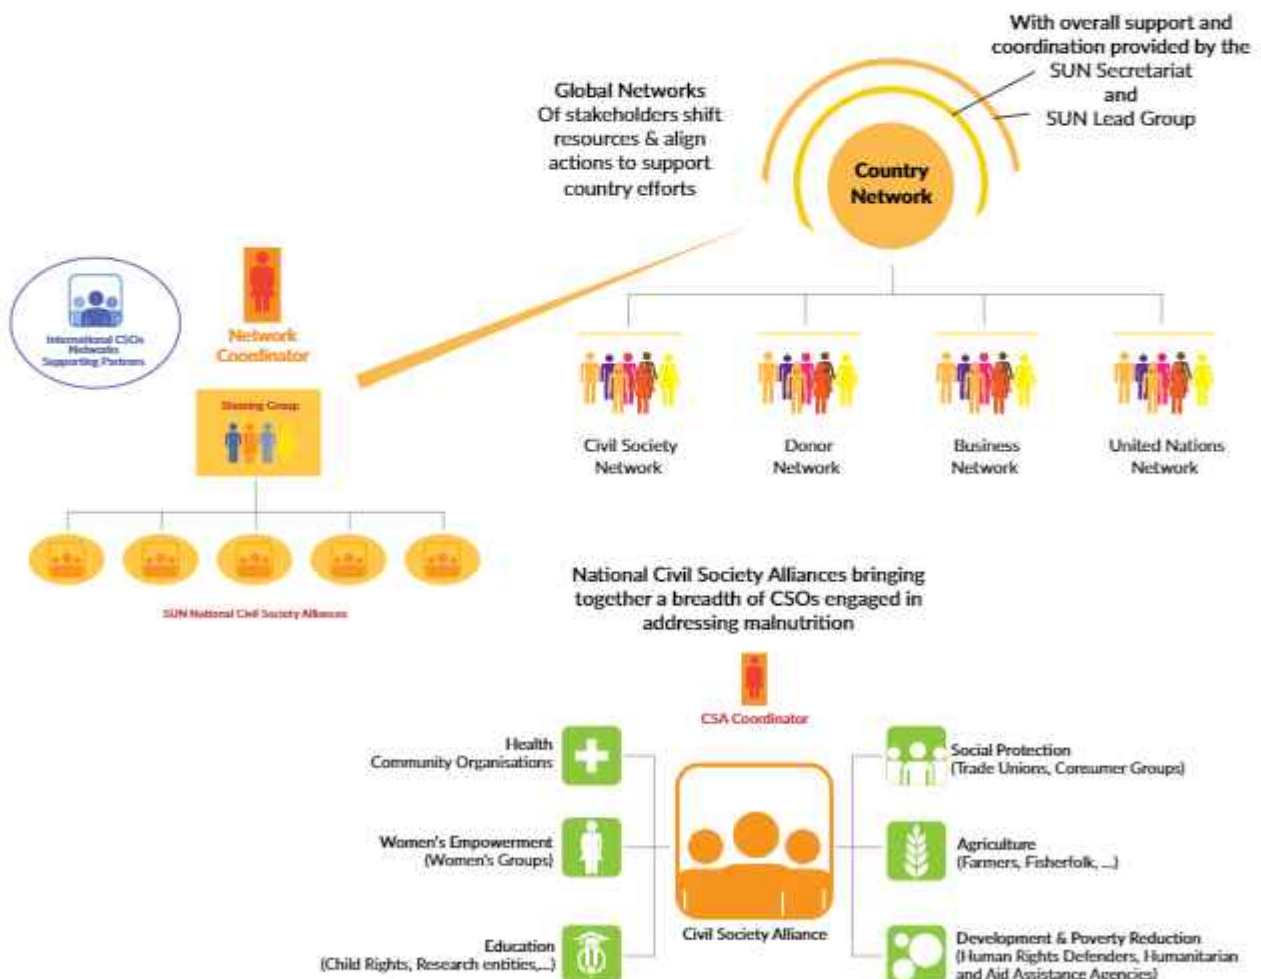 With overall support and
coordination provided by the
SUN Secretariat
and
SUN Lead Group
Global Networks
Of stakeholders shift
resources & align
actions to support
country efforts
Country
Network
International CSOs
Networks
Supporting Partners
Network
Coordinator
Steering Group
SUN National Civil Society Alliances
Civil Society
Network
Donor
Network
Business
Network
United Nations
Network
National Civil Society Alliances bringing
together a breadth of CSOs engaged in
addressing malnutrition
CSA Coordinator
Health
Community Organisations
Women's Empowerment
(Women's Groups)
Education
(Child Rights, Research entities,...)
Civil Society Alliance
Social Protection
(Trade Unions, Consumer Groups)
Agriculture
(Farmers, Fisherfolk, ...)
Development & Poverty Reduction
(Human Rights Defenders, Humanitarian
and Aid Assistance Agencies)